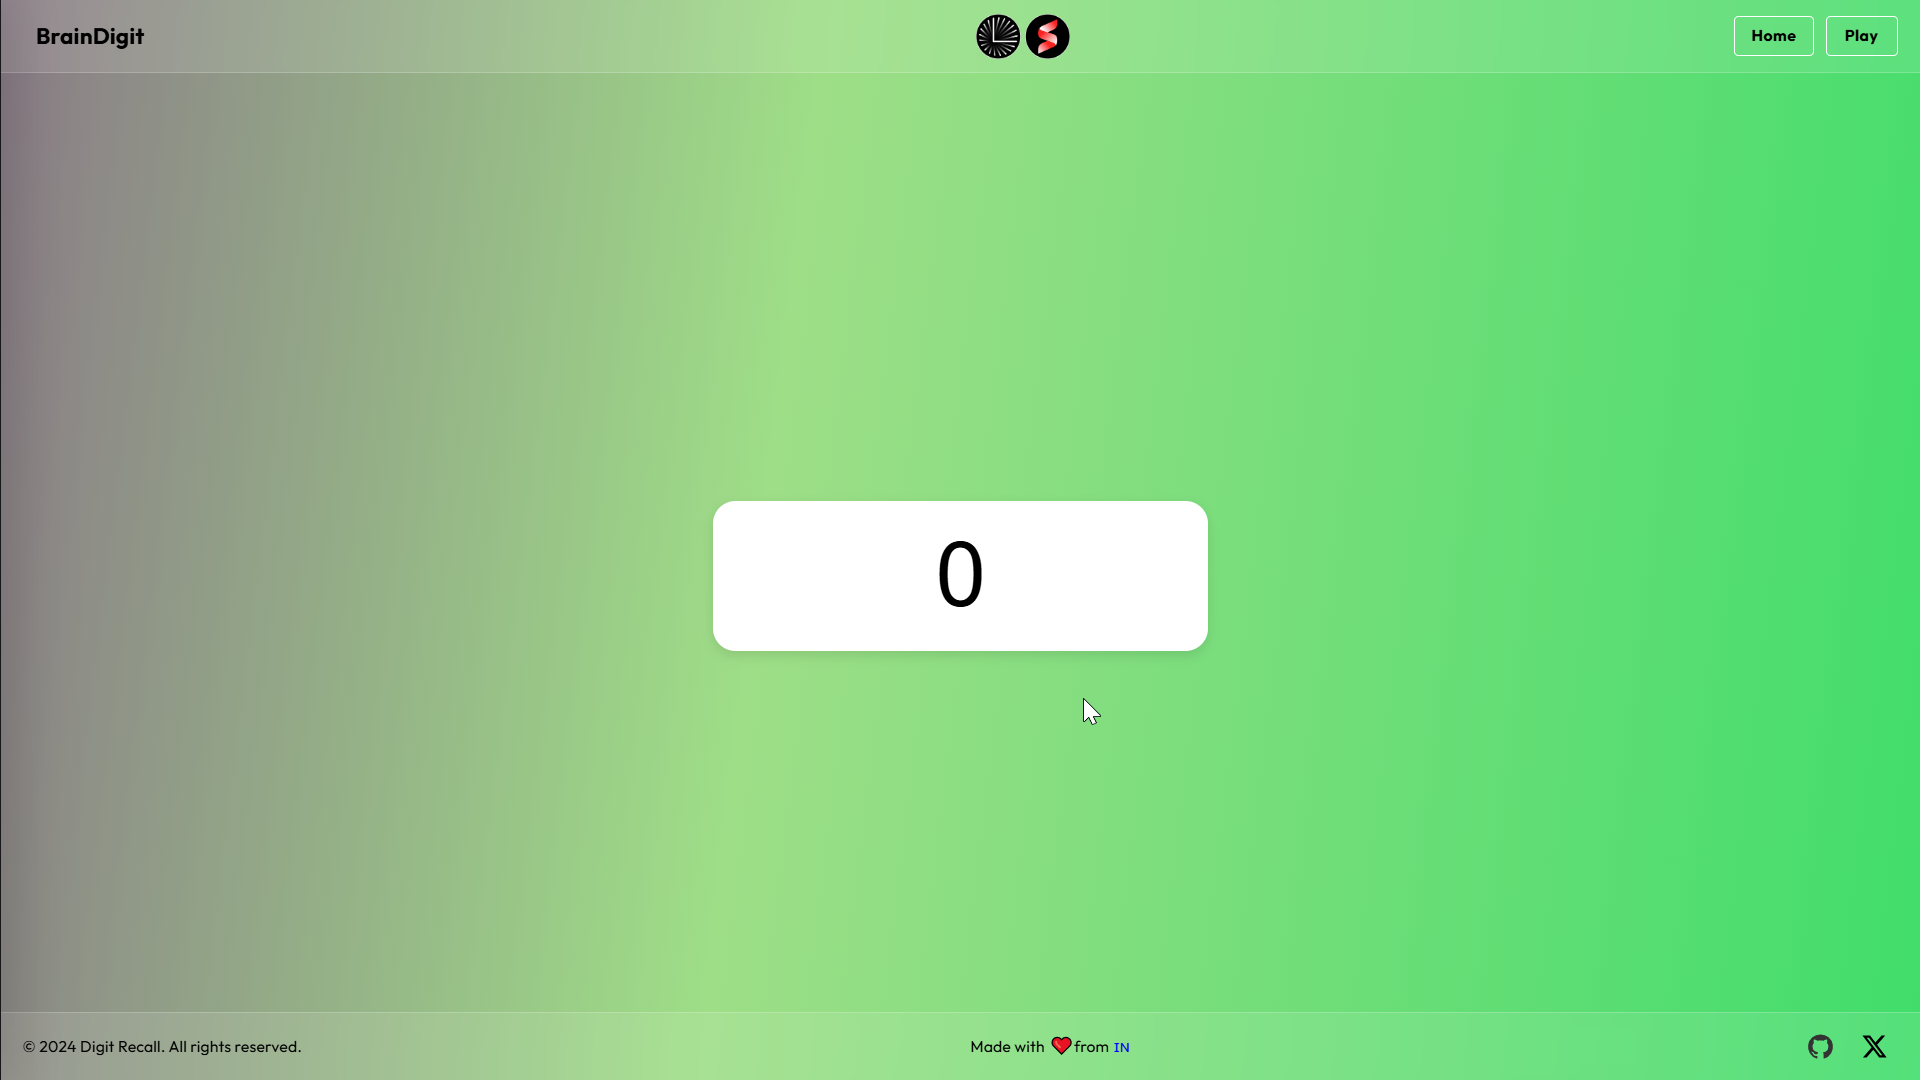 BrainDigit
Home
Play
0
© 2024 Digit Recall. All rights reserved.
Made with ❤️from IN